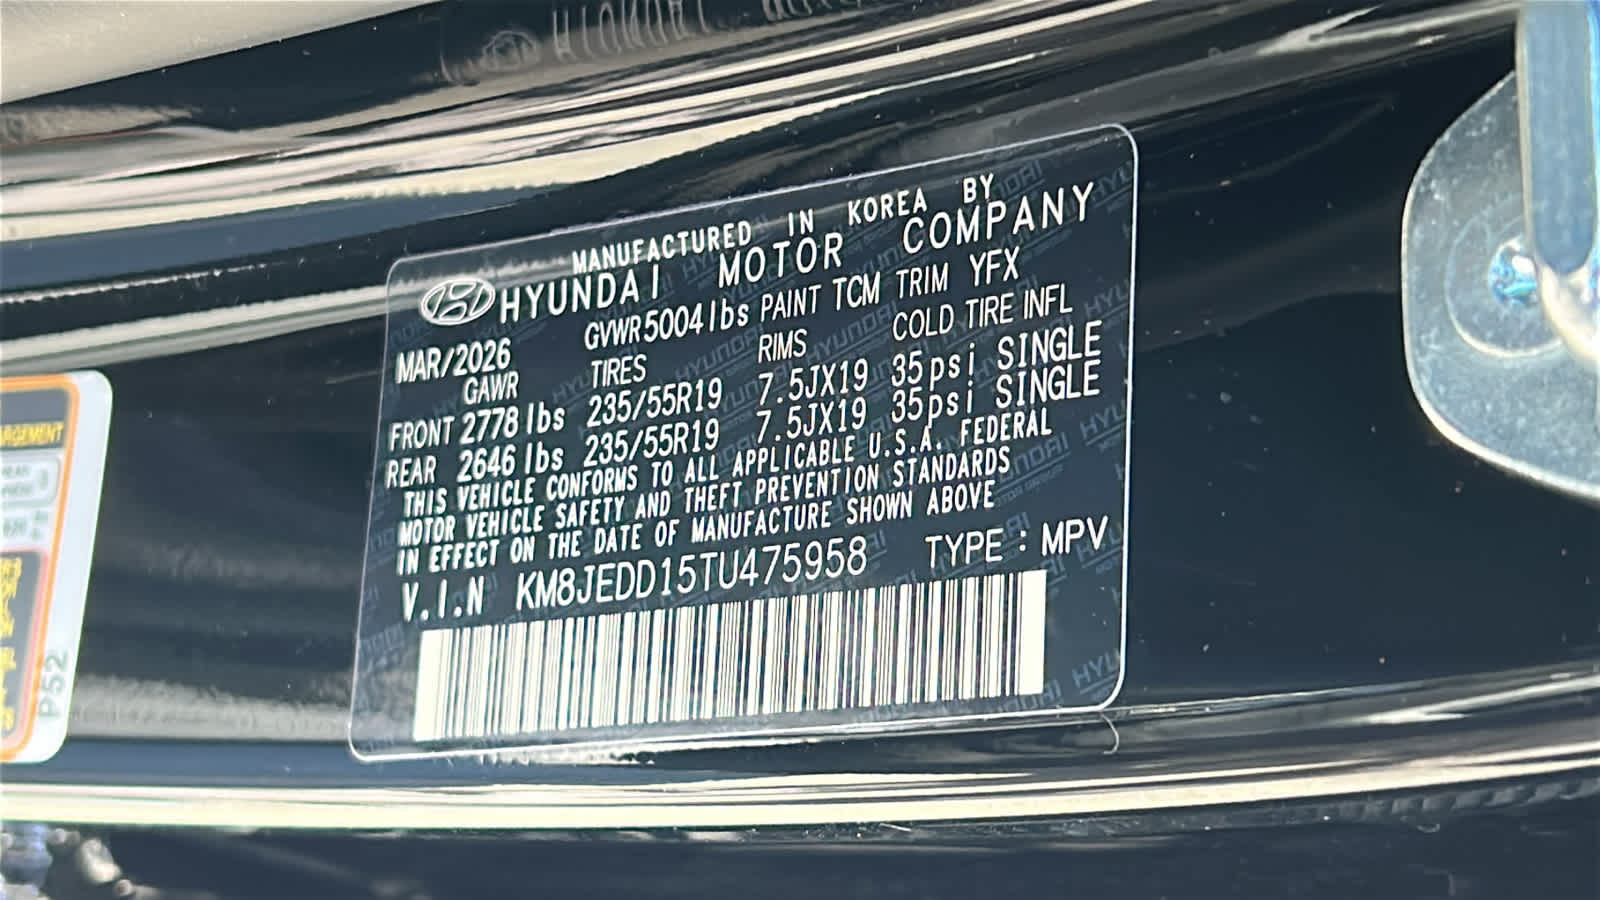 MANUFACTURED IN KOREA BY
HYUNDAI MOTOR COMPANY
MAR/2026 GVWR 5004 lbs PAINT TCM TRIM YFX
GAWR TIRES RIMS COLD TIRE INFL
FRONT 2778 lbs 235/55R19 7.5JX19 35psi SINGLE
REAR 2646 lbs 235/55R19 7.5JX19 35psi SINGLE
THIS VEHICLE CONFORMS TO ALL APPLICABLE U.S.A. FEDERAL
MOTOR VEHICLE SAFETY AND THEFT PREVENTION STANDARDS
IN EFFECT ON THE DATE OF MANUFACTURE SHOWN ABOVE
V.I.N KM8JEDD15TU475958 TYPE : MPV
P52